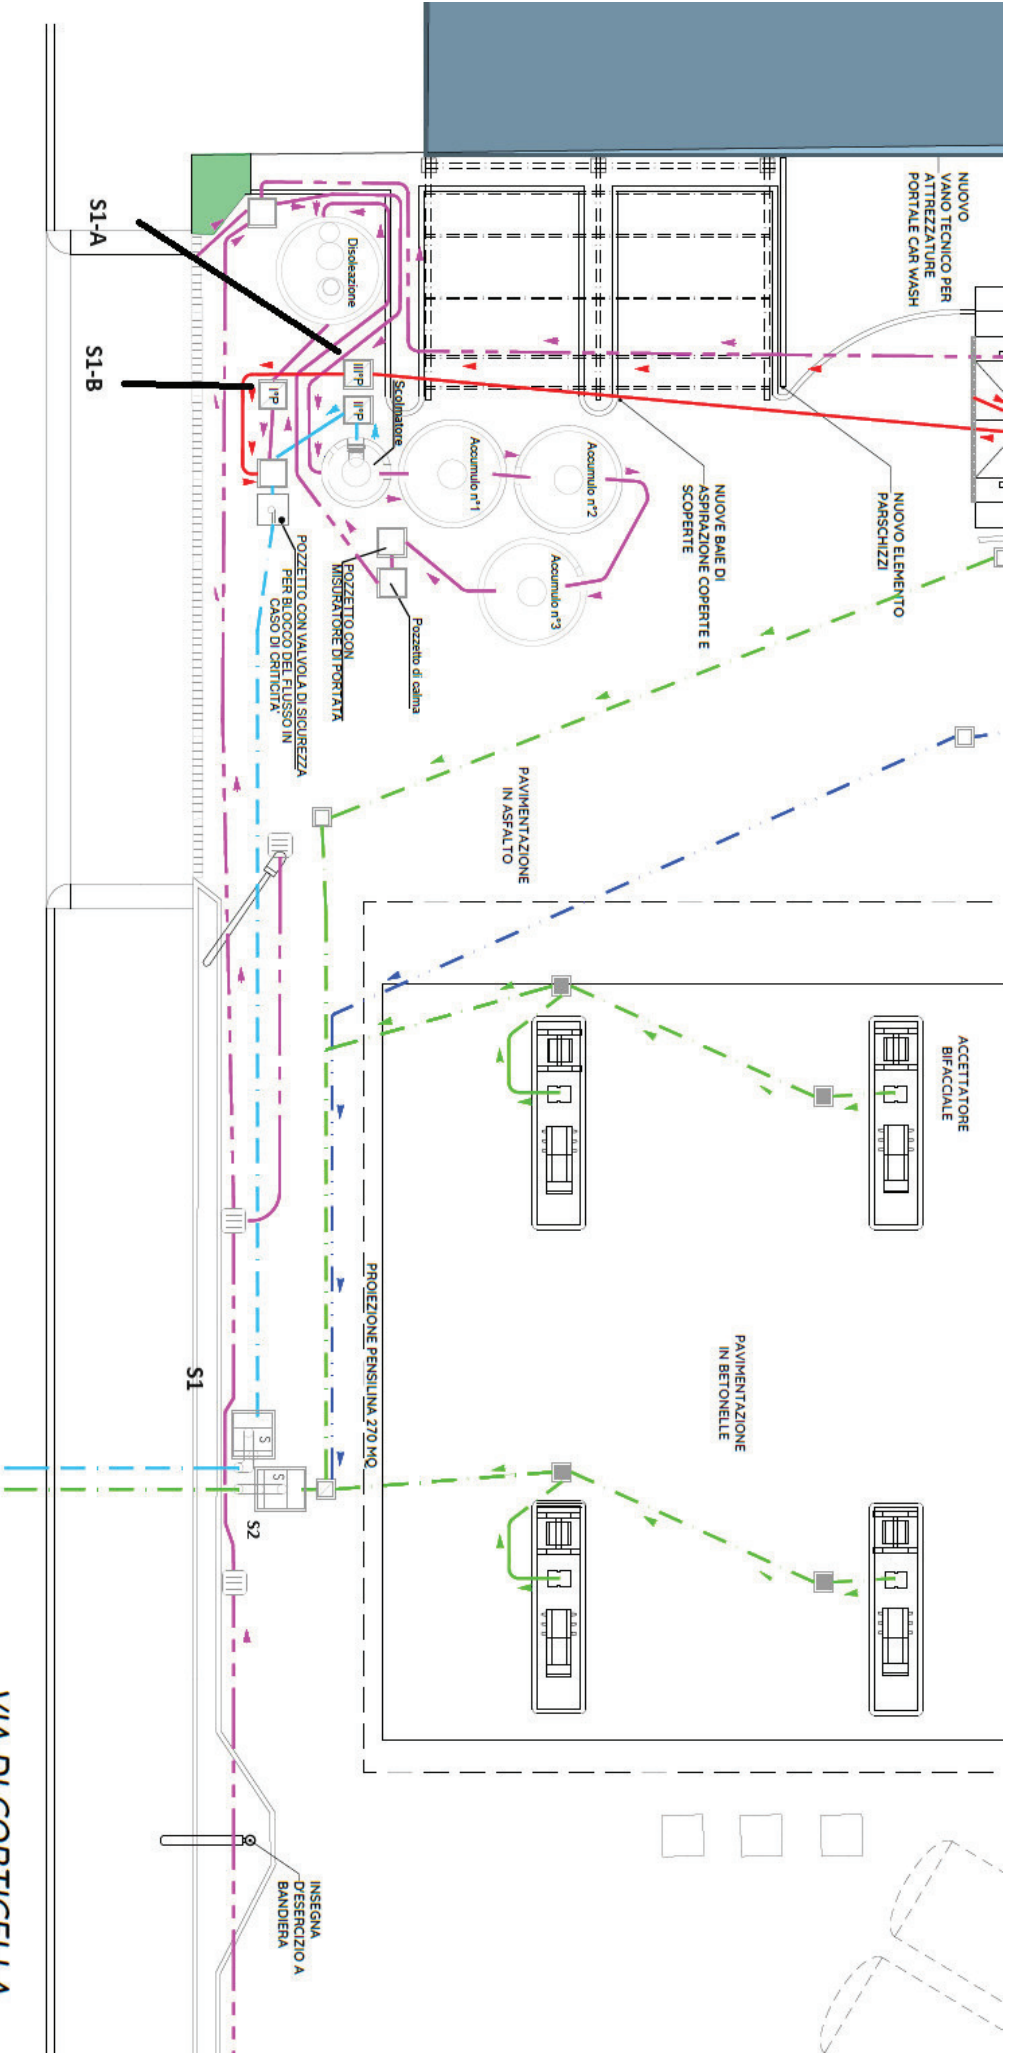 NUOVO
VANO TECNICO PER
ATTREZZATURE
PORTALE CAR WASH
S1-A
S1-B
Disoleazione
III°P
I°P
II°P
Scolmatore
Accumulo n°1
Accumulo n°2
Accumulo n°3
NUOVE BAIE DI
ASPIRAZIONE COPERTE E
SCOPERTE
NUOVO ELEMENTO
PARSCHIZZI
POZZETTO CON
MISURATORE DI PORTATA
Pozzetto di calma
POZZETTO CON VALVOLA DI SICUREZZA
PER BLOCCO DEL FLUSSO IN
CASO DI CRITICITA'
PAVIMENTAZIONE
IN ASFALTO
ACCETTATORE
BIFACCIALE
PROIEZIONE PENSILINA 270 MQ
PAVIMENTAZIONE
IN BETONELLE
S1
S
S
S2
INSEGNA
D'ESERCIZIO A
BANDIERA
VIA DI CORTICELLA